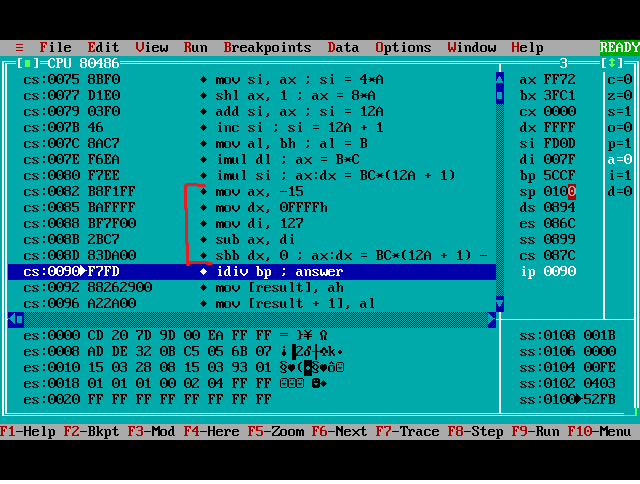 ≡ File Edit View Run Breakpoints Data Options Window Help READY
[■]=CPU 80486 3 [↕]
cs:0075 8BF0 ♦ mov si, ax ; si = 4*A ax FF72 c=0
cs:0077 D1E0 ♦ shl ax, 1 ; ax = 8*A bx 3FC1 z=0
cs:0079 03F0 ♦ add si, ax ; si = 12A cx 0000 s=1
cs:007B 46 ♦ inc si ; si = 12A + 1 dx FFFF o=0
cs:007C 8AC7 ♦ mov al, bh ; al = B si FD0D p=1
cs:007E F6EA ♦ imul dl ; ax = B*C di 007F a=0
cs:0080 F7EE ♦ imul si ; ax:dx = BC*(12A + 1) bp 5CCF i=1
cs:0082 B8F1FF ♦ mov ax, -15 sp 0100 d=0
cs:0085 BAFFFF ♦ mov dx, 0FFFFh ds 0894
cs:0088 BF7F00 ♦ mov di, 127 es 086C
cs:008B 2BC7 ♦ sub ax, di ss 0899
cs:008D 83DA00 ♦ sbb dx, 0 ; ax:dx = BC*(12A + 1) - cs 087C
cs:0090►F7FD ♦ idiv bp ; answer ip 0090
cs:0092 88262900 ♦ mov [result], ah
cs:0096 A22A00 ♦ mov [result + 1], al
es:0000 CD 20 7D 9D 00 EA FF FF = }¥ Ω ss:0108 001B
es:0008 AD DE 32 0B C5 05 6B 07 ss:0106 0000
es:0010 15 03 28 08 15 03 93 01 ss:0104 00FE
es:0018 01 01 01 00 02 04 FF FF ss:0102 0403
es:0020 FF FF FF FF FF FF FF FF ss:0100►52FB
F1-Help F2-Bkpt F3-Mod F4-Here F5-Zoom F6-Next F7-Trace F8-Step F9-Run F10-Menu